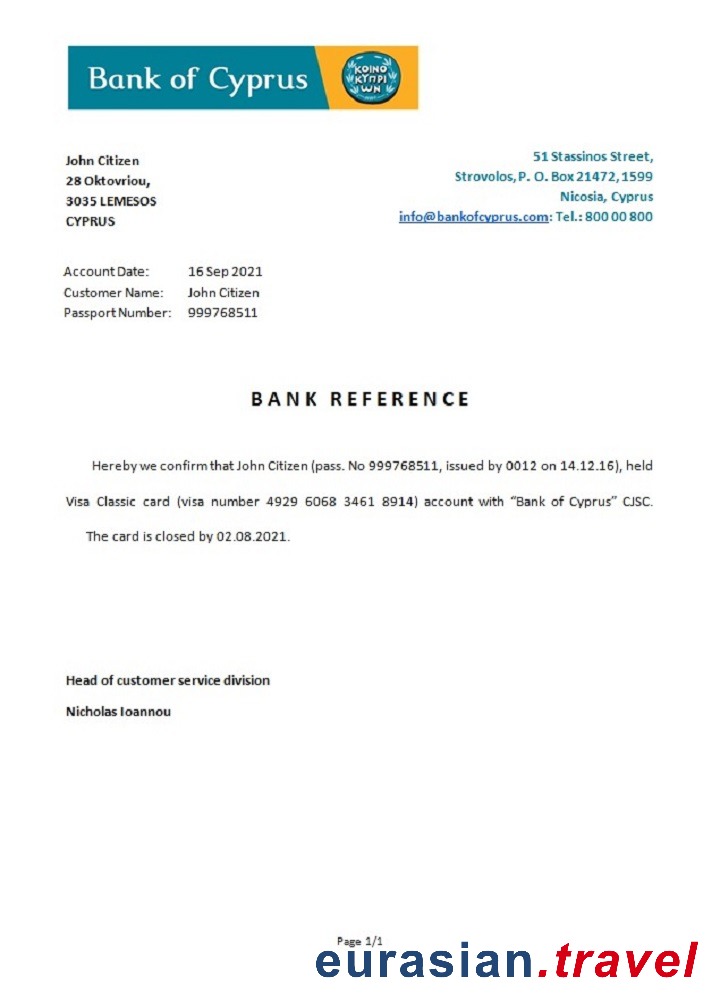 Bank of Cyprus
ΚΟΙΝΟ
ΚΥΠΡΙ
ΩΝ
John Citizen
28 Oktovriou,
3035 LEMESOS
CYPRUS
51 Stassinos Street,
Strovolos, P. O. Box 21472, 1599
Nicosia, Cyprus
info@bankofcyprus.com: Tel.: 800 00 800
Account Date: 16 Sep 2021
Customer Name: John Citizen
Passport Number: 999768511
BANK REFERENCE
Hereby we confirm that John Citizen (pass. No 999768511, issued by 0012 on 14.12.16), held
Visa Classic card (visa number 4929 6068 3461 8914) account with “Bank of Cyprus” CJSC.
The card is closed by 02.08.2021.
Head of customer service division
Nicholas Ioannou
Page 1/1
eurasian.travel